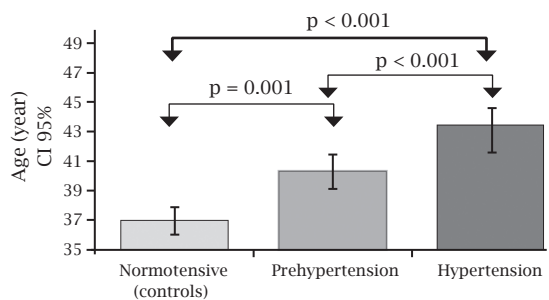 p < 0.001
p < 0.001
p = 0.001
Age (year)
CI 95%
49
47
45
43
41
39
37
35
Normotensive
(controls)
Prehypertension
Hypertension